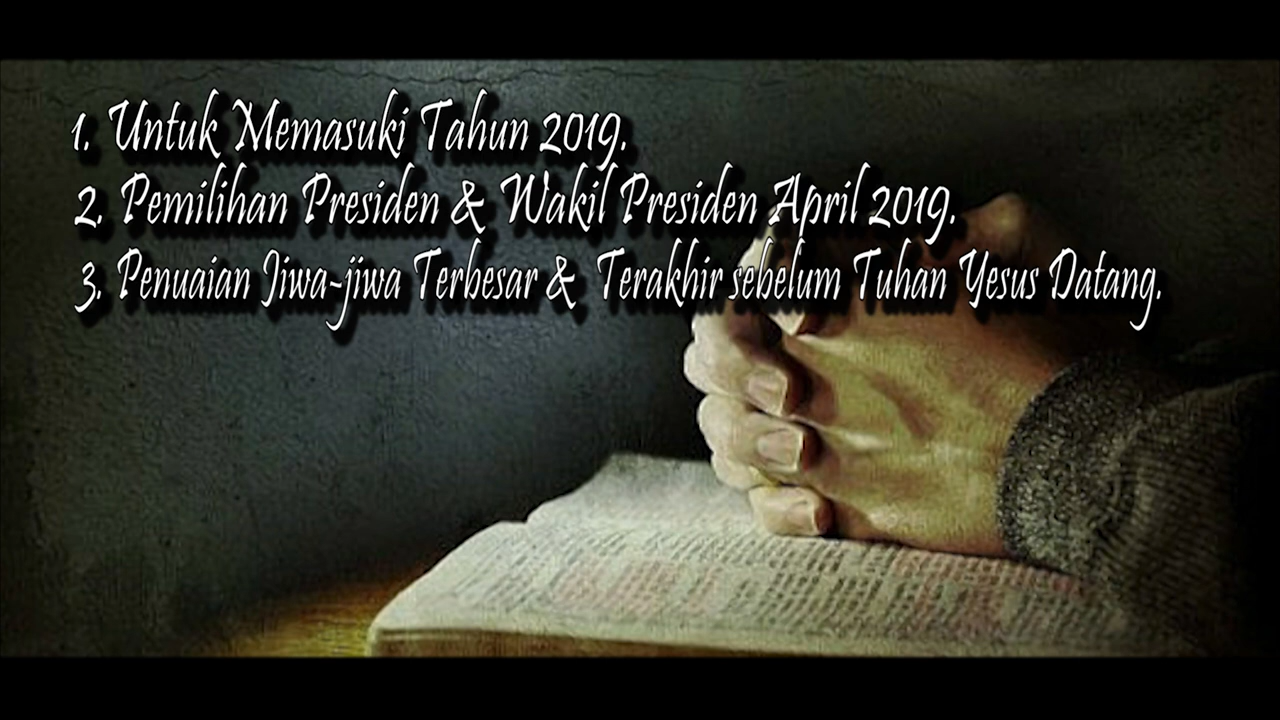 1. Untuk Memasuki Tahun 2019.
2. Pemilihan Presiden & Wakil Presiden April 2019.
3. Penuaian Jiwa-jiwa Terbesar & Terakhir sebelum Tuhan Yesus Datang.